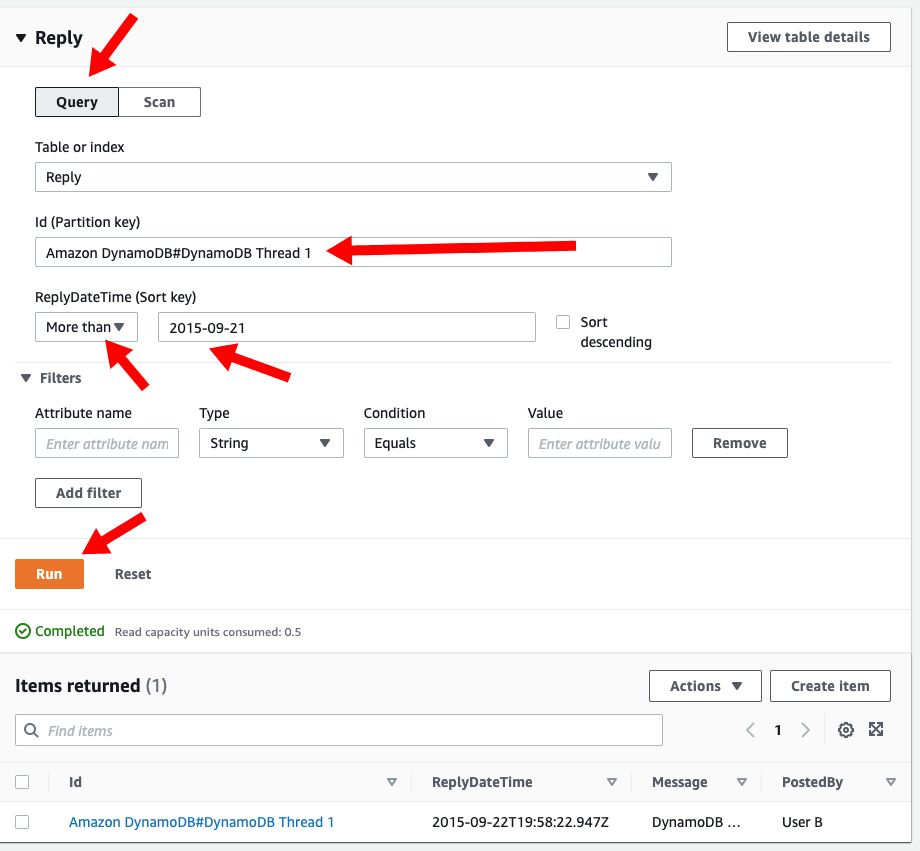 Reply
View table details
Query Scan
Table or index
Reply
Id (Partition key)
Amazon DynamoDB#DynamoDB Thread 1
ReplyDateTime (Sort key)
More than 2015-09-21 Sort
descending
Filters
Attribute name Type Condition Value
Enter attribute nam String Equals Enter attribute valu Remove
Add filter
Run Reset
Completed Read capacity units consumed: 0.5
Items returned (1) Actions Create item
Find items 1
Id ReplyDateTime Message PostedBy
Amazon DynamoDB#DynamoDB Thread 1 2015-09-22T19:58:22.947Z DynamoDB ... User B